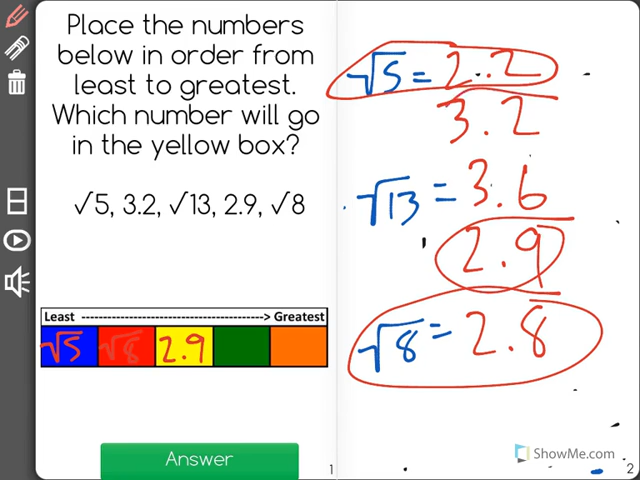 Place the numbers
below in order from
least to greatest.
Which number will go
in the yellow box?
√5, 3.2, √13, 2.9, √8
Least ---------------------------------------------> Greatest
√5 √8 2.9
Answer
1
√5 = 2.2
3.2
√13 = 3.6
2.9
√8 = 2.8
ShowMe.com
2